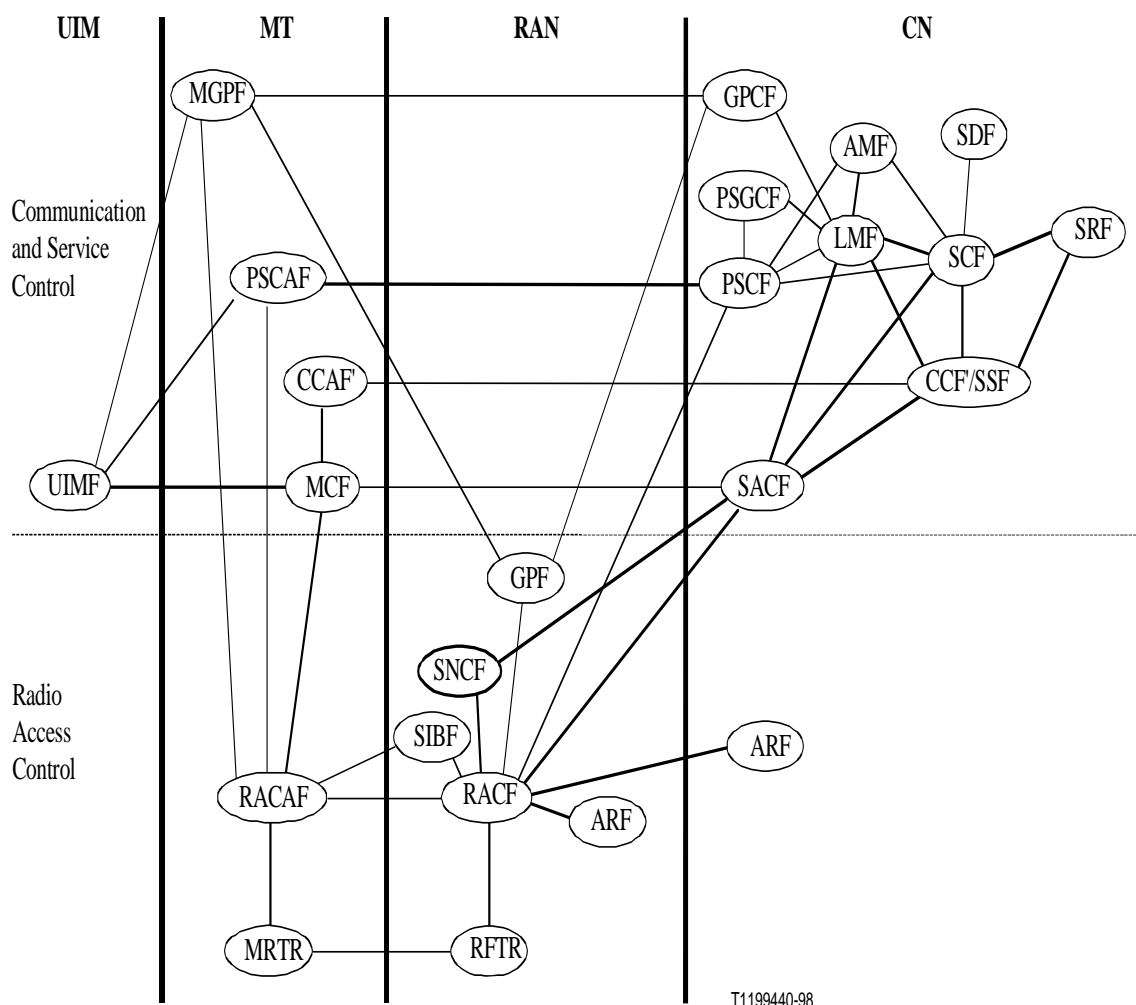 UIM
MT
RAN
CN
MGPF
GPCF
SDF
AMF
PSGCF
Communication
and Service
Control
LMF
SCF
SRF
PSCAF
PSCF
CCAF'
CCF'/SSF
UIMF
MCF
SACF
GPF
SNCF
Radio
Access
Control
SIBF
ARF
RACAF
RACF
ARF
MRTR
RFTR
T1199440-98